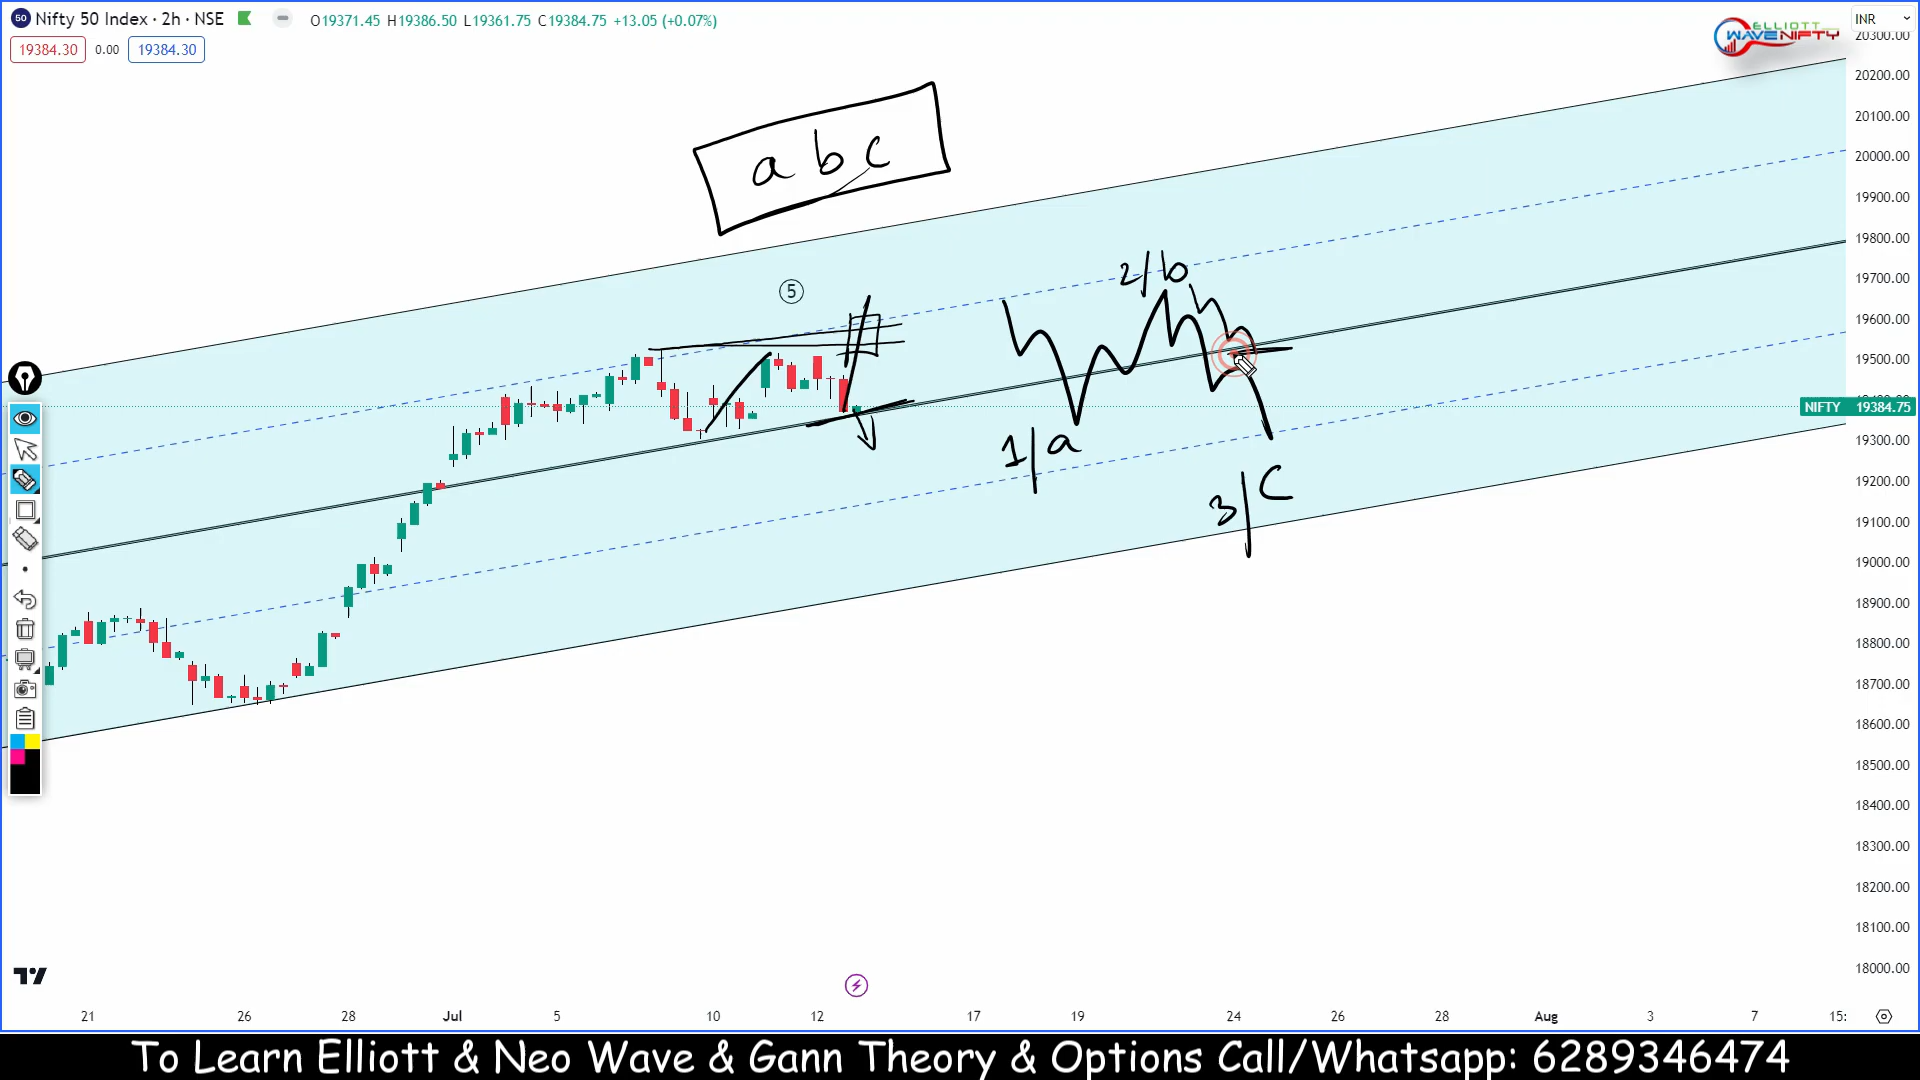 50 Nifty 50 Index · 2h · NSE O19371.45 H19386.50 L19361.75 C19384.75 +13.05 (+0.07%)
INR
ELLIOTT
WAVENIFTY
19384.30 0.00 19384.30
20300.00
20200.00
20100.00
20000.00
19900.00
19800.00
19700.00
19600.00
19500.00
NIFTY 19384.75
19300.00
19200.00
19100.00
19000.00
18900.00
18800.00
18700.00
18600.00
18500.00
18400.00
18300.00
18200.00
18100.00
18000.00
a b c
5
2/b
1/a
3/c
21 26 28 Jul 5 10 12 17 19 24 26 28 Aug 3 7 15:
To Learn Elliott & Neo Wave & Gann Theory & Options Call/Whatsapp: 6289346474